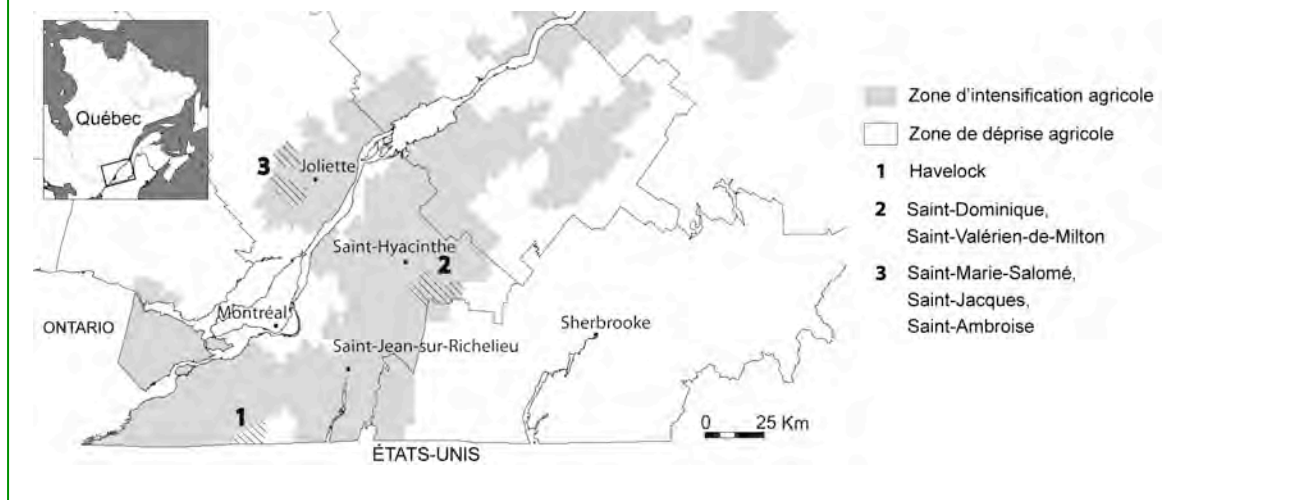 Québec
3
Joliette
Saint-Hyacinthe
2
Montréal
ONTARIO
Sherbrooke
Saint-Jean-sur-Richelieu
1
0 25 Km
ÉTATS-UNIS
Zone d'intensification agricole
Zone de déprise agricole
1 Havelock
2 Saint-Dominique,
Saint-Valérien-de-Milton
3 Saint-Marie-Salomé,
Saint-Jacques,
Saint-Ambroise